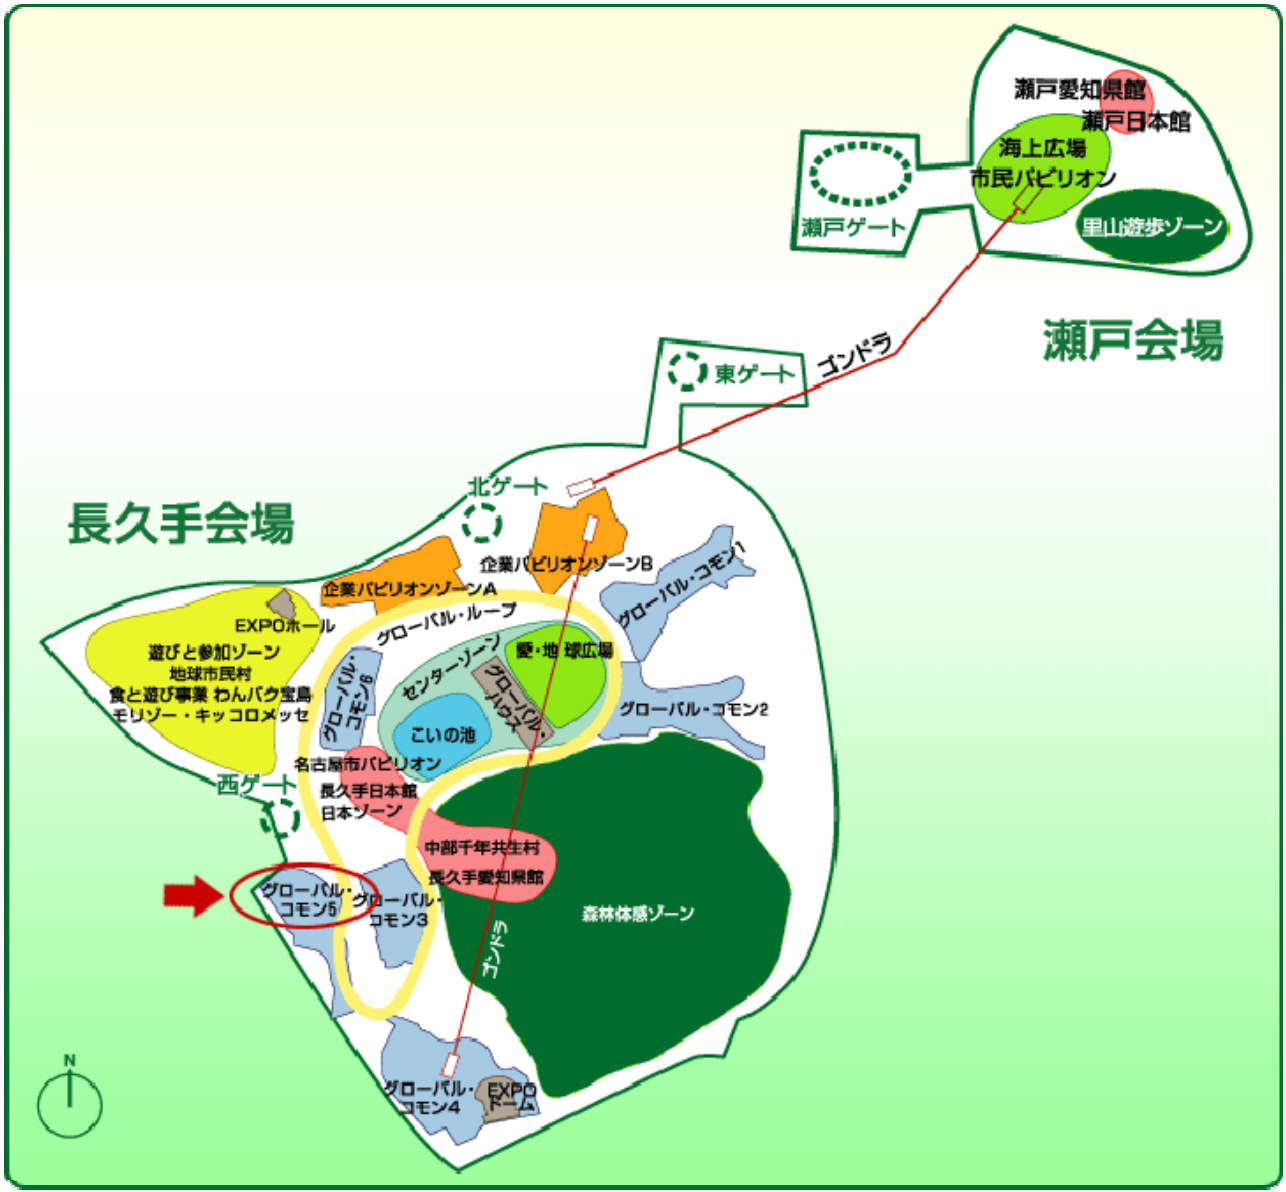 瀬戸愛知県館
瀬戸日本館
海上広場
市民パビリオン
里山遊歩ゾーン
瀬戸ゲート
瀬戸会場
ゴンドラ
東ゲート
北ゲート
長久手会場
企業パビリオンゾーンB
企業パビリオンゾーンA
グローバル・コモン1
グローバル・ループ
EXPOホール
遊びと参加ゾーン
地球市民村
食と遊び事業 わんパク宝島
モリゾー・キッコロメッセ
センターゾーン
愛・地球広場
グローバル・
ハウス
グローバル・
コモン6
グローバル・コモン2
こいの池
名古屋市パビリオン
長久手日本館
日本ゾーン
西ゲート
中部千年共生村
長久手愛知県館
グローバル・
コモン5
グローバル・
コモン3
森林体感ゾーン
ゴンドラ
グローバル・
コモン4
EXPO
ドーム
N